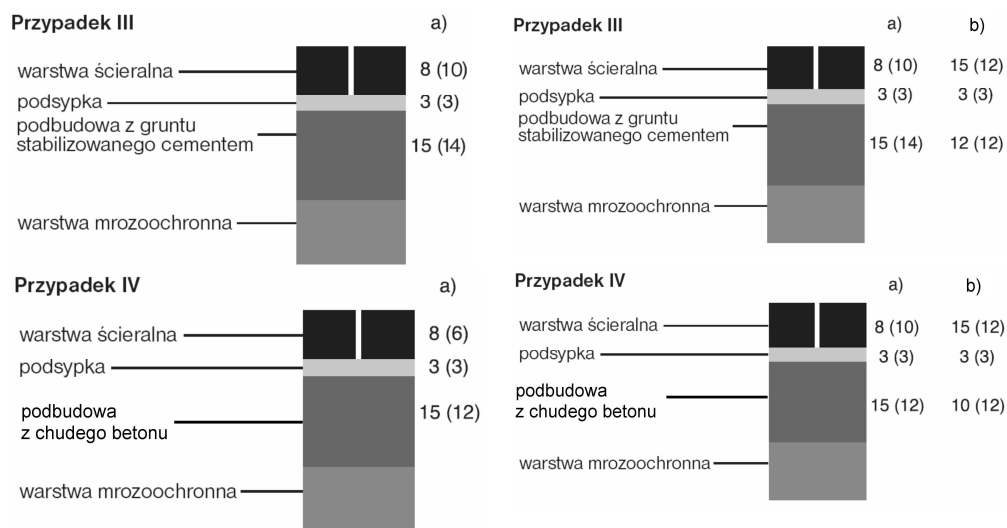 Przypadek III a)
warstwa ścieralna 8 (10)
podsypka 3 (3)
podbudowa z gruntu
stabilizowanego cementem 15 (14)
warstwa mrozoochronna
Przypadek III a) b)
warstwa ścieralna 8 (10) 15 (12)
podsypka 3 (3) 3 (3)
podbudowa z gruntu
stabilizowanego cementem 15 (14) 12 (12)
warstwa mrozoochronna
Przypadek IV a)
warstwa ścieralna 8 (6)
podsypka 3 (3)
podbudowa 15 (12)
z chudego betonu
warstwa mrozoochronna
Przypadek IV a) b)
warstwa ścieralna 8 (10) 15 (12)
podsypka 3 (3) 3 (3)
podbudowa
z chudego betonu 15 (12) 10 (12)
warstwa mrozoochronna